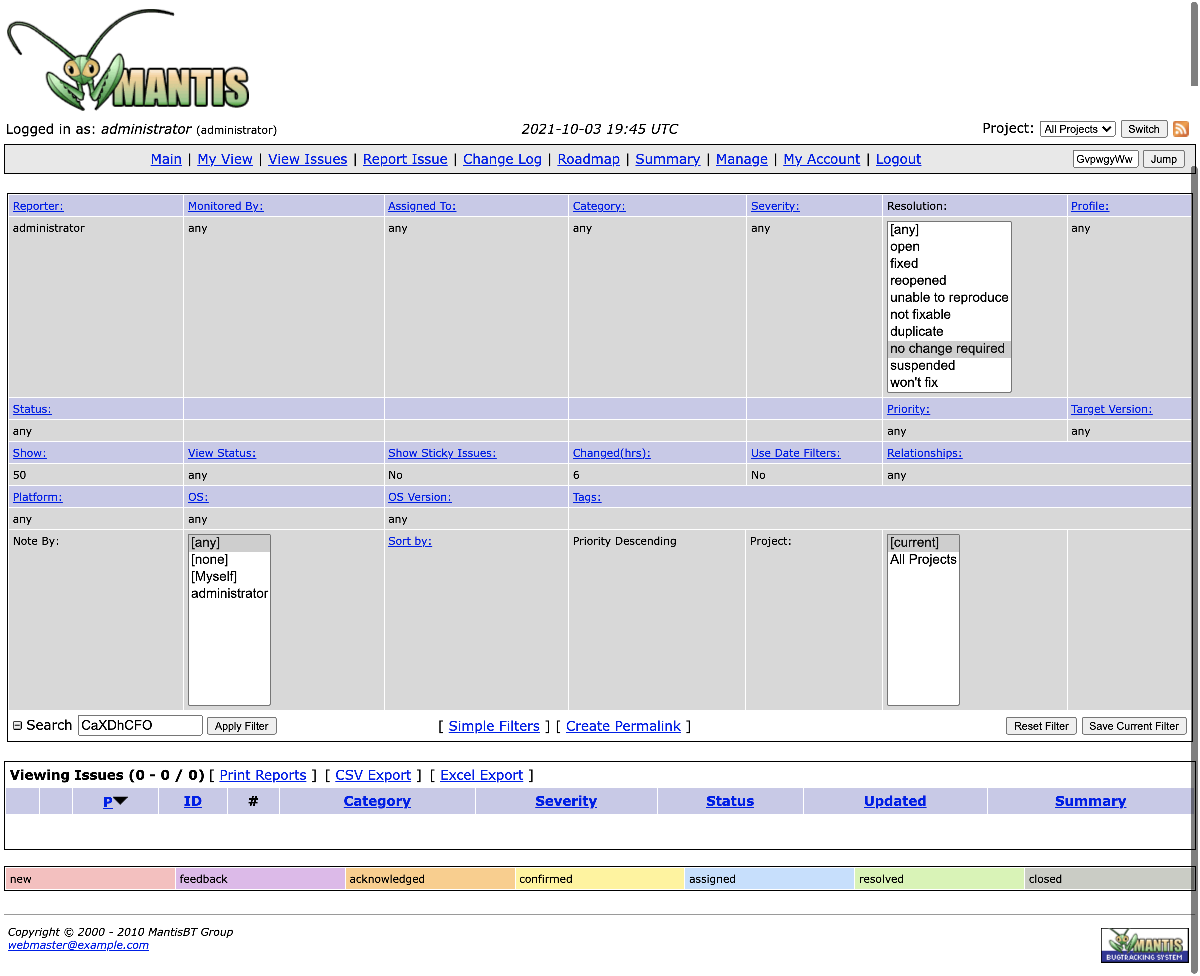 MANTIS
Logged in as: administrator (administrator) 2021-10-03 19:45 UTC Project: All Projects Switch
Main | My View | View Issues | Report Issue | Change Log | Roadmap | Summary | Manage | My Account | Logout GvpwgyWw Jump
Reporter: Monitored By: Assigned To: Category: Severity: Resolution: Profile:
administrator any any any any [any] any
open
fixed
reopened
unable to reproduce
not fixable
duplicate
no change required
suspended
won't fix
Status: Priority: Target Version:
any any any
Show: View Status: Show Sticky Issues: Changed(hrs): Use Date Filters: Relationships:
50 any No 6 No any
Platform: OS: OS Version: Tags:
any any any
Note By: [any] Sort by: Priority Descending Project: [current]
[none] All Projects
[Myself]
administrator
Search CaXDhCFO Apply Filter [ Simple Filters ] [ Create Permalink ] Reset Filter Save Current Filter
Viewing Issues (0 - 0 / 0) [ Print Reports ] [ CSV Export ] [ Excel Export ]
P ID # Category Severity Status Updated Summary
new feedback acknowledged confirmed assigned resolved closed
Copyright © 2000 - 2010 MantisBT Group
webmaster@example.com
MANTIS
BUGTRACKING SYSTEM